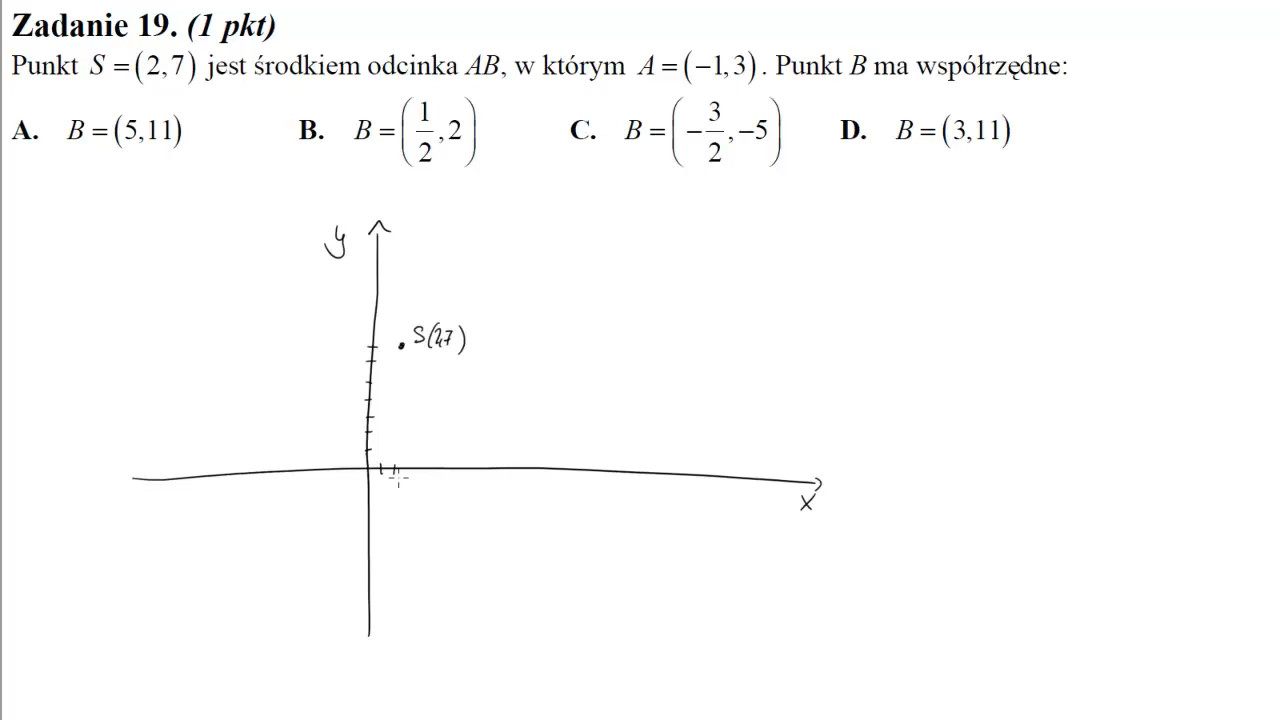 Zadanie 19. (1 pkt)
Punkt S = (2,7) jest środkiem odcinka AB, w którym A = (−1,3). Punkt B ma współrzędne:
A. B = (5,11) B. B = (1/2, 2) C. B = (−3/2, −5) D. B = (3,11)
y
S(2,7)
x